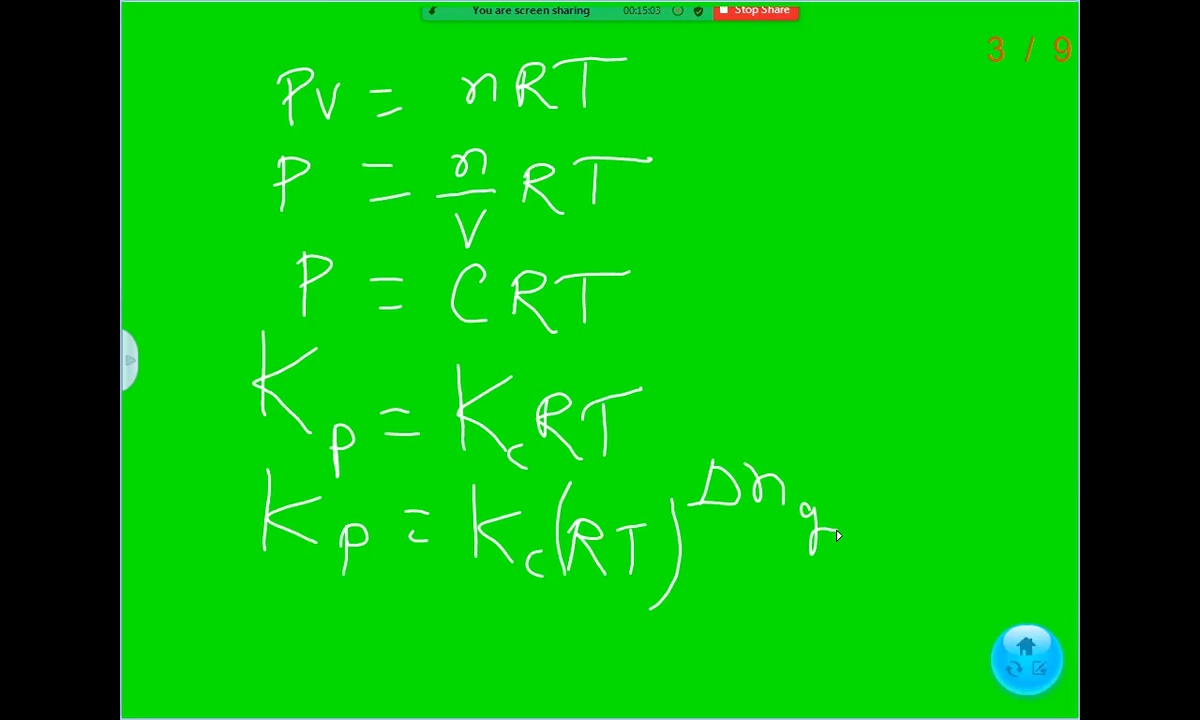 You are screen sharing 00:15:03 Stop Share
3 / 9
PV = nRT
P = n/V RT
P = CRT
Kp = KcRT
Kp = Kc(RT)^Δng